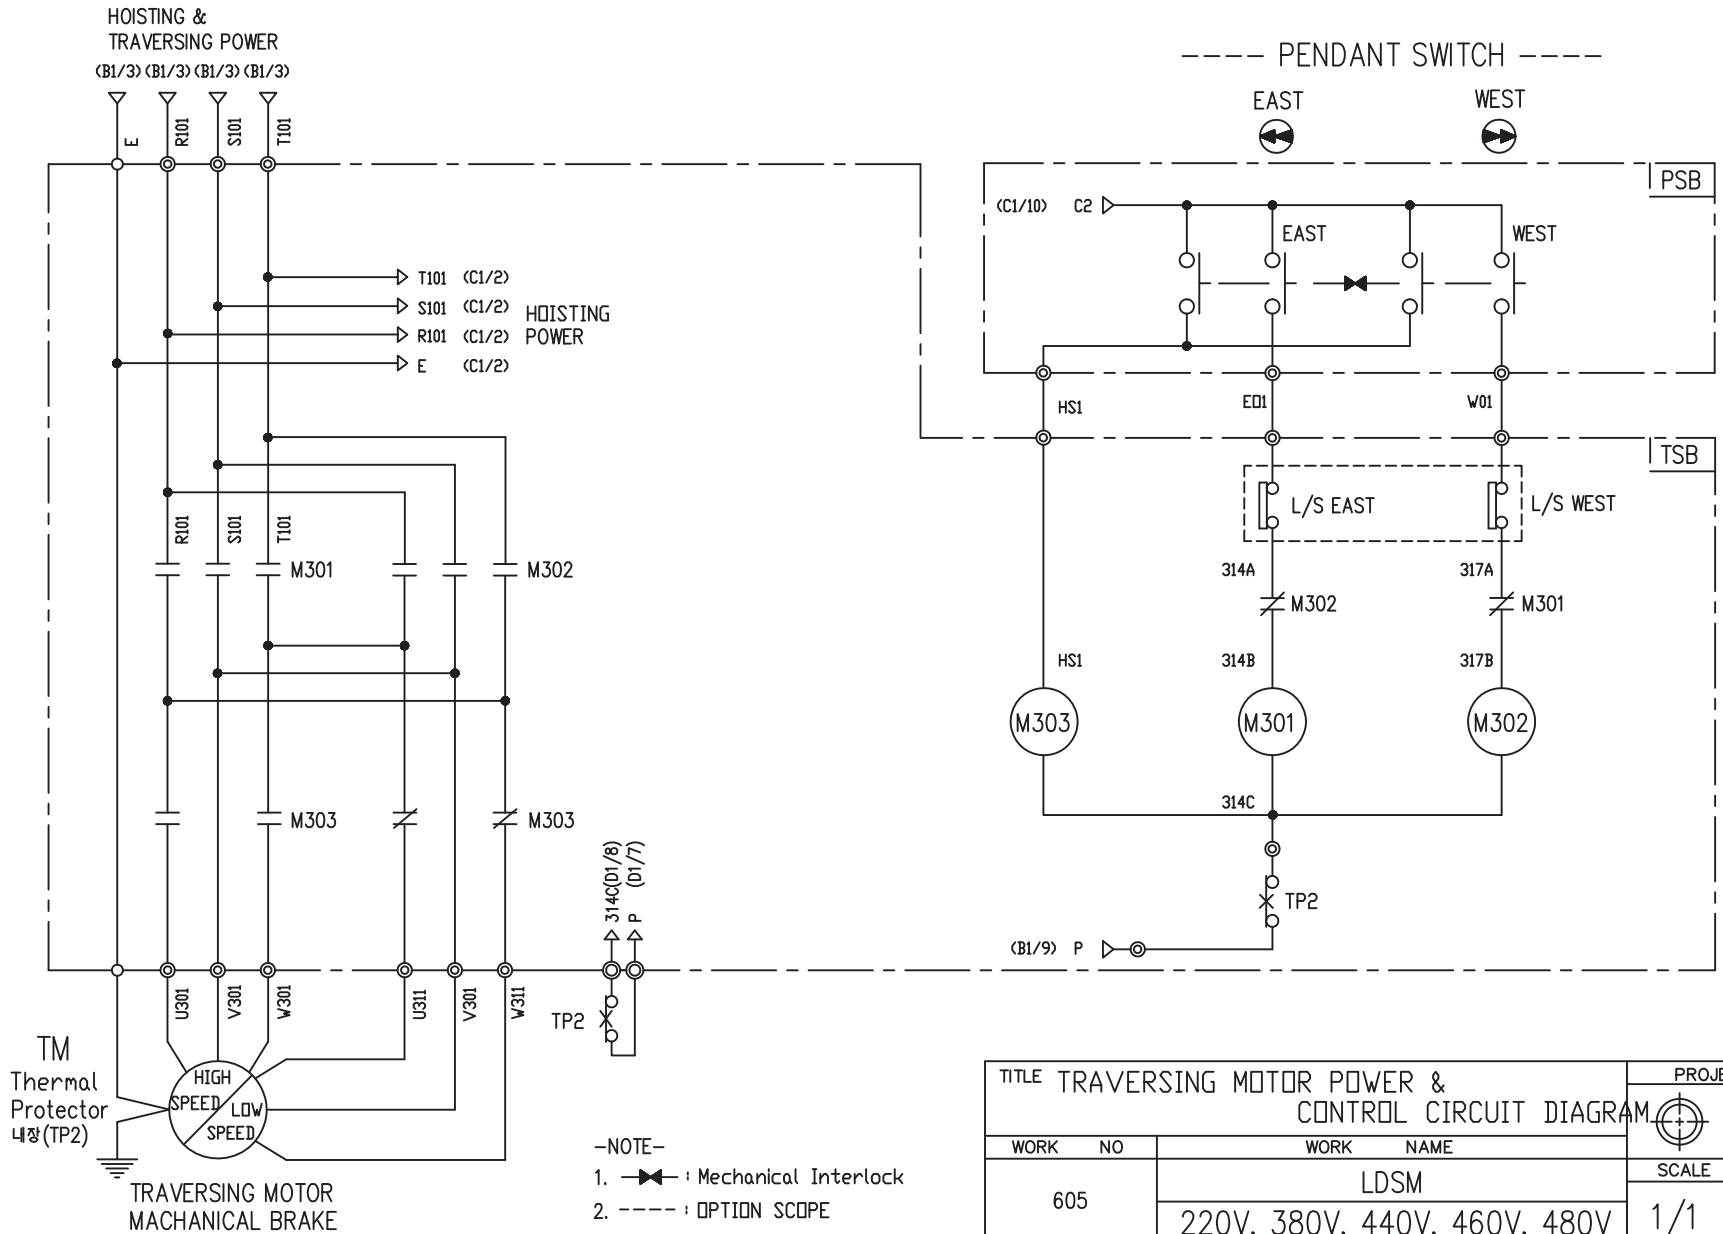 HOISTING &
TRAVERSING POWER
(B1/3) (B1/3) (B1/3) (B1/3)
E
R101
S101
T101
T101 (C1/2)
S101 (C1/2)
R101 (C1/2)
E (C1/2)
HOISTING
POWER
R101
S101
T101
M301
M302
M303
M303
314C(D1/8)
P (D1/7)
U301
V301
W301
U311
V301
W311
TP2
TM
Thermal
Protector
내장(TP2)
HIGH
SPEED
LOW
SPEED
TRAVERSING MOTOR
MACHANICAL BRAKE
-NOTE-
1. : Mechanical Interlock
2. ----- : OPTION SCOPE
---- PENDANT SWITCH ----
EAST
WEST
PSB
(C1/10) C2
EAST
WEST
HS1
E01
W01
TSB
L/S EAST
L/S WEST
314A
317A
M302
M301
HS1
314B
317B
M303
M301
M302
314C
TP2
(B1/9) P
TITLE TRAVERSING MOTOR POWER &
CONTROL CIRCUIT DIAGRAM
PROJE
WORK NO
WORK NAME
SCALE
605
LDSM
220V, 380V, 440V, 460V, 480V
1/1